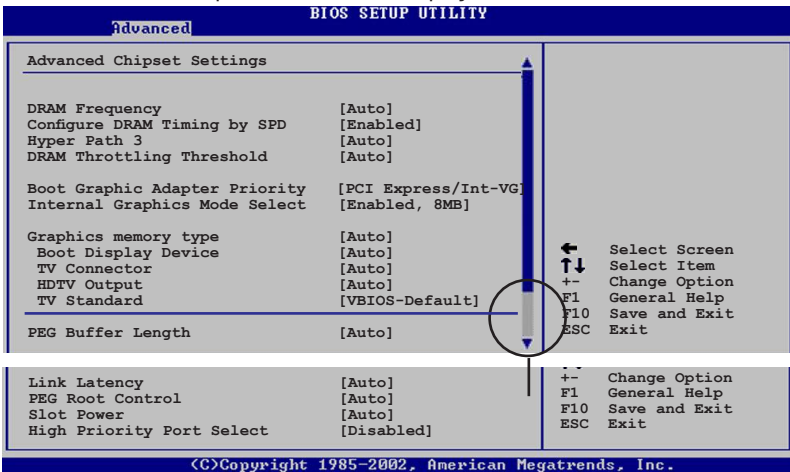 BIOS SETUP UTILITY
Advanced
Advanced Chipset Settings
DRAM Frequency [Auto]
Configure DRAM Timing by SPD [Enabled]
Hyper Path 3 [Auto]
DRAM Throttling Threshold [Auto]
Boot Graphic Adapter Priority [PCI Express/Int-VG]
Internal Graphics Mode Select [Enabled, 8MB]
Graphics memory type [Auto]
Boot Display Device [Auto]
TV Connector [Auto]
HDTV Output [Auto]
TV Standard [VBIOS-Default]
PEG Buffer Length [Auto]
← Select Screen
↑↓ Select Item
+- Change Option
F1 General Help
F10 Save and Exit
ESC Exit
Link Latency [Auto]
PEG Root Control [Auto]
Slot Power [Auto]
High Priority Port Select [Disabled]
+- Change Option
F1 General Help
F10 Save and Exit
ESC Exit
(C)Copyright 1985-2002, American Megatrends, Inc.